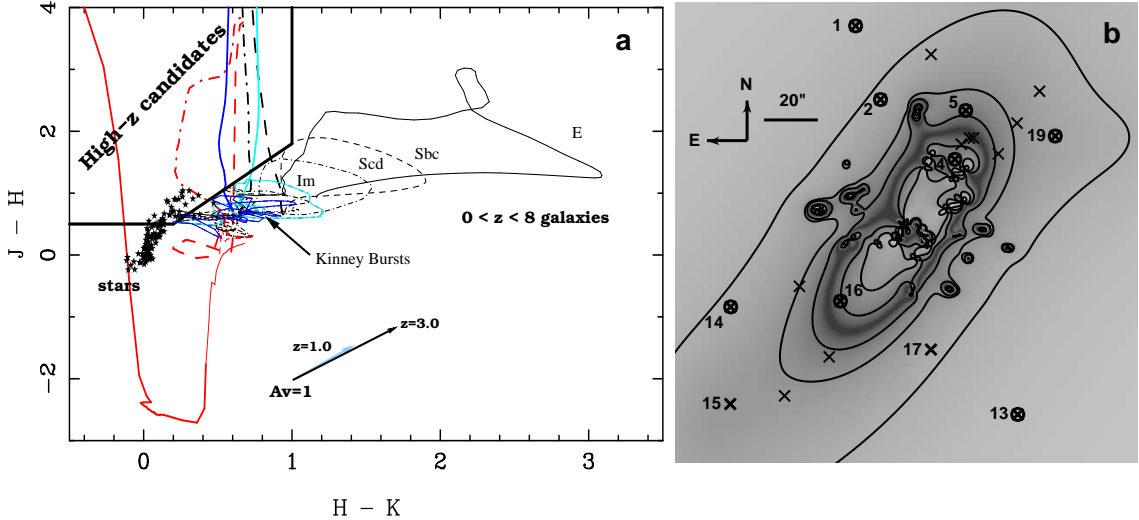 a
High-z candidates
E
Sbc
Scd
Im
0 < z < 8 galaxies
Kinney Bursts
stars
z=3.0
z=1.0
Av=1
4
2
0
-2
0
1
2
3
J - H
H - K
b
1
N
20"
E
2
5
19
4
16
14
17
15
13